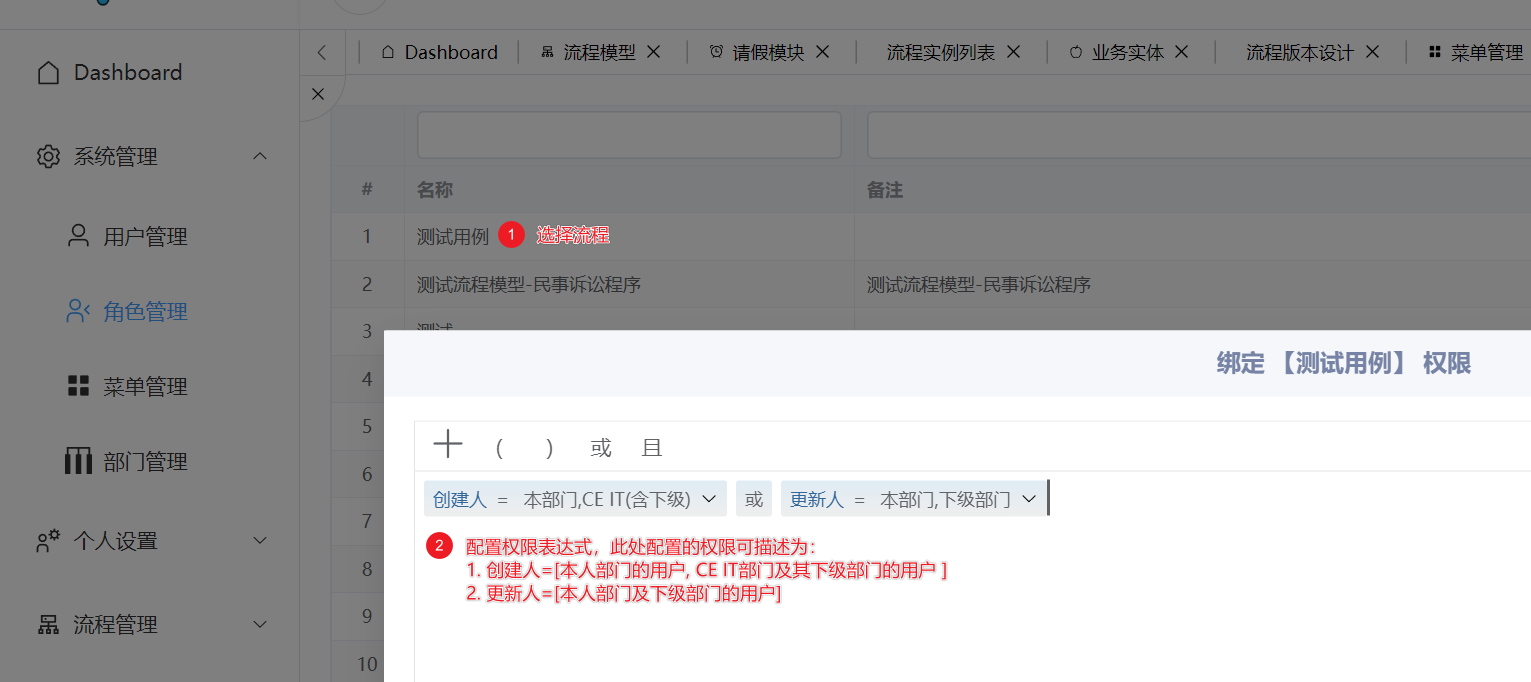 Dashboard
系统管理
用户管理
角色管理
菜单管理
部门管理
个人设置
流程管理
Dashboard 流程模型 请假模块 流程实例列表 业务实体 流程版本设计 菜单管理
# 名称 备注
1 测试用例 1 选择流程
2 测试流程模型-民事诉讼程序 测试流程模型-民事诉讼程序
3 测试
4
5
6
7
8
9
10
绑定 【测试用例】 权限
( ) 或 且
创建人 = 本部门,CE IT(含下级) 或 更新人 = 本部门,下级部门
2 配置权限表达式，此处配置的权限可描述为：
1. 创建人=[本人部门的用户, CE IT部门及其下级部门的用户 ]
2. 更新人=[本人部门及下级部门的用户]